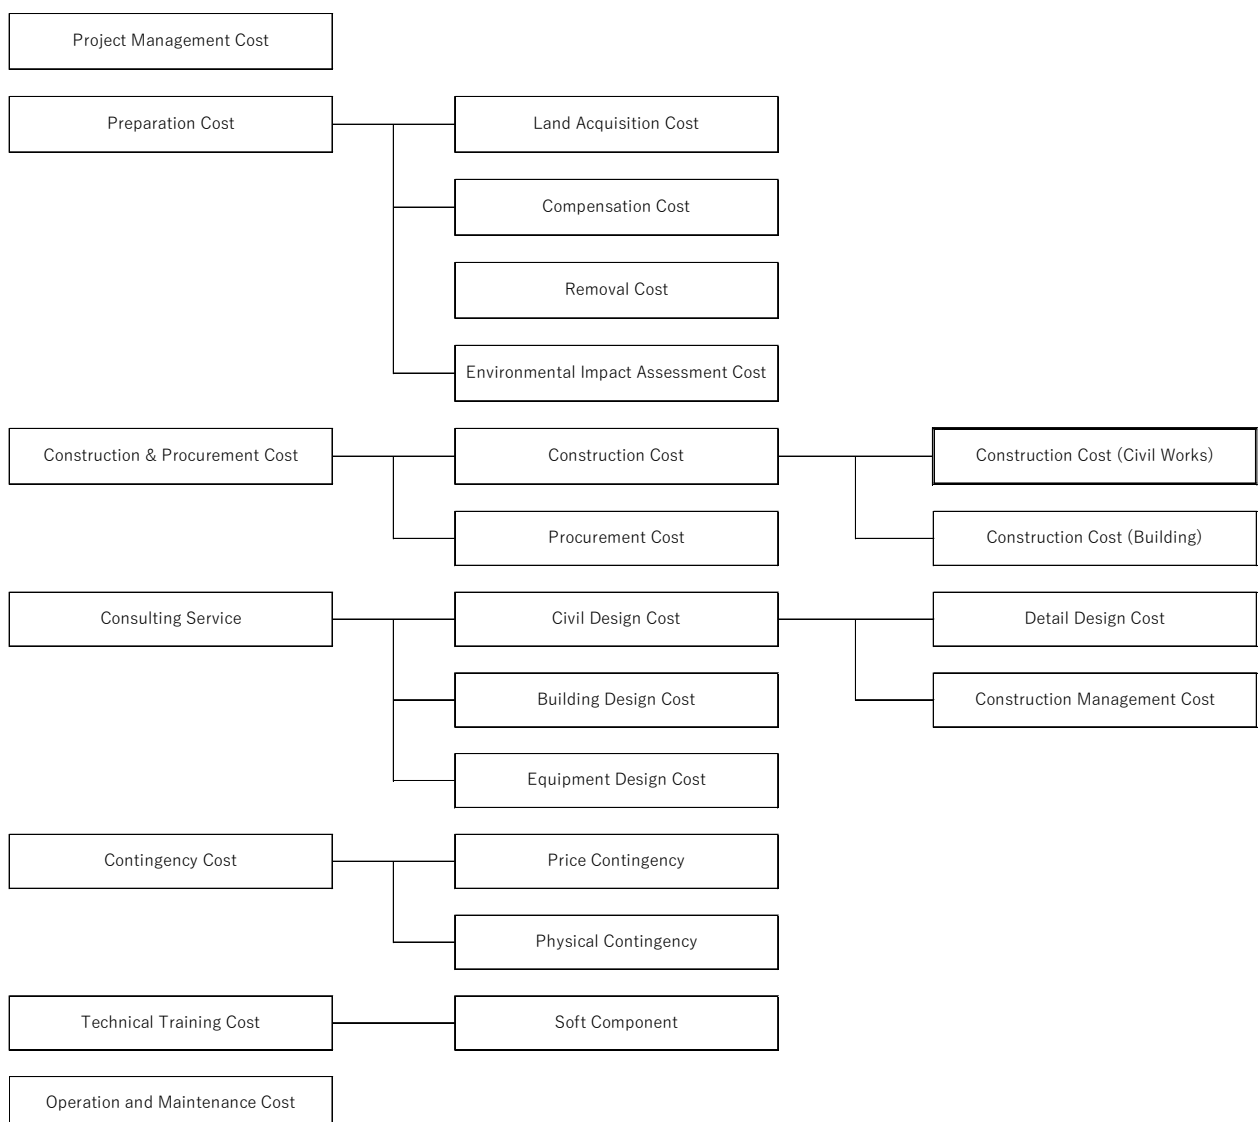 Project Management Cost
Preparation Cost
Land Acquisition Cost
Compensation Cost
Removal Cost
Environmental Impact Assessment Cost
Construction & Procurement Cost
Construction Cost
Construction Cost (Civil Works)
Procurement Cost
Construction Cost (Building)
Consulting Service
Civil Design Cost
Detail Design Cost
Building Design Cost
Construction Management Cost
Equipment Design Cost
Contingency Cost
Price Contingency
Physical Contingency
Technical Training Cost
Soft Component
Operation and Maintenance Cost